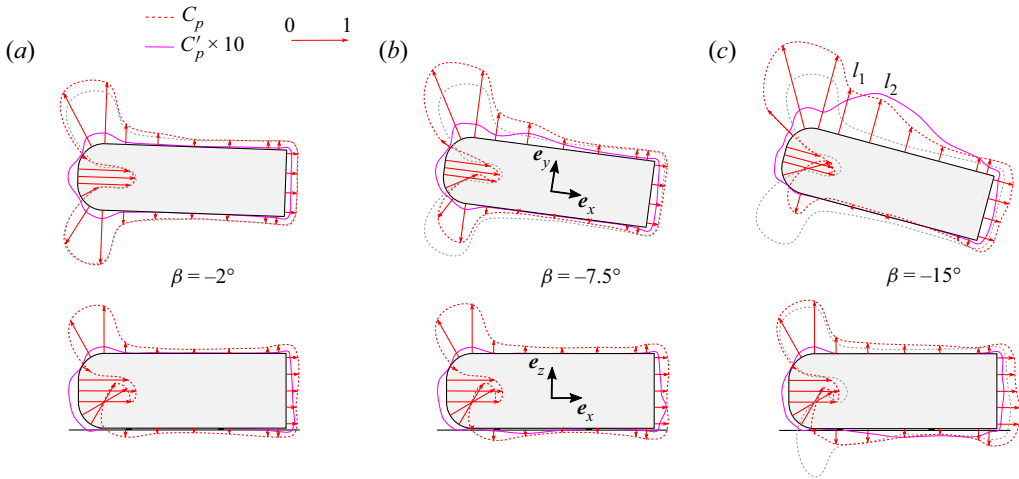 C_p
C'_p × 10
0 1
(a) (b) (c)
l_1 l_2
e_y
e_x
β = –2° β = –7.5° β = –15°
e_z
e_x